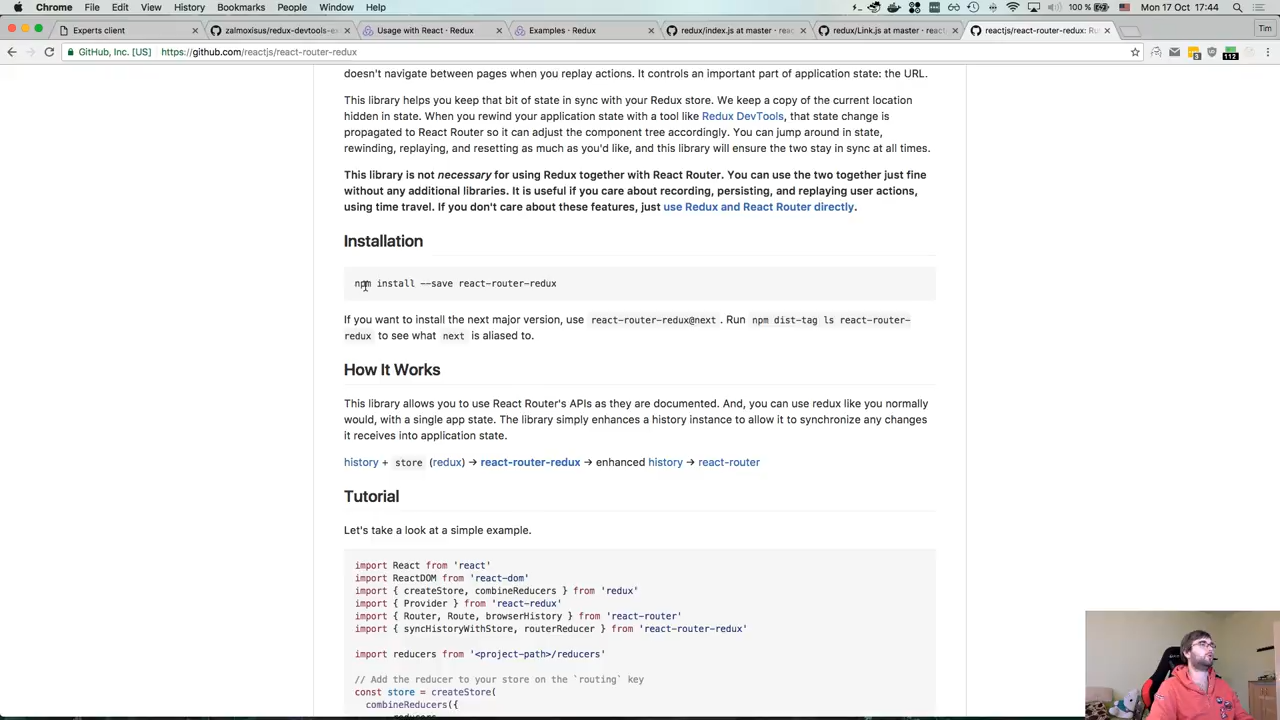 Chrome File Edit View History Bookmarks People Window Help
100 % Mon 17 Oct 17:44
Experts client
zalmoxisus/redux-devtools-ex
Usage with React · Redux
Examples · Redux
redux/index.js at master · reac
redux/Link.js at master · react
reactjs/react-router-redux: Ru
Tim
GitHub, Inc. [US] https://github.com/reactjs/react-router-redux
3
112
doesn't navigate between pages when you replay actions. It controls an important part of application state: the URL.
This library helps you keep that bit of state in sync with your Redux store. We keep a copy of the current location
hidden in state. When you rewind your application state with a tool like Redux DevTools, that state change is
propagated to React Router so it can adjust the component tree accordingly. You can jump around in state,
rewinding, replaying, and resetting as much as you'd like, and this library will ensure the two stay in sync at all times.
This library is not necessary for using Redux together with React Router. You can use the two together just fine
without any additional libraries. It is useful if you care about recording, persisting, and replaying user actions,
using time travel. If you don't care about these features, just use Redux and React Router directly.
Installation
npm install --save react-router-redux
If you want to install the next major version, use react-router-redux@next. Run npm dist-tag ls react-router-
redux to see what next is aliased to.
How It Works
This library allows you to use React Router's APIs as they are documented. And, you can use redux like you normally
would, with a single app state. The library simply enhances a history instance to allow it to synchronize any changes
it receives into application state.
history + store (redux) → react-router-redux → enhanced history → react-router
Tutorial
Let's take a look at a simple example.
import React from 'react'
import ReactDOM from 'react-dom'
import { createStore, combineReducers } from 'redux'
import { Provider } from 'react-redux'
import { Router, Route, browserHistory } from 'react-router'
import { syncHistoryWithStore, routerReducer } from 'react-router-redux'
import reducers from '<project-path>/reducers'
// Add the reducer to your store on the `routing` key
const store = createStore(
combineReducers({